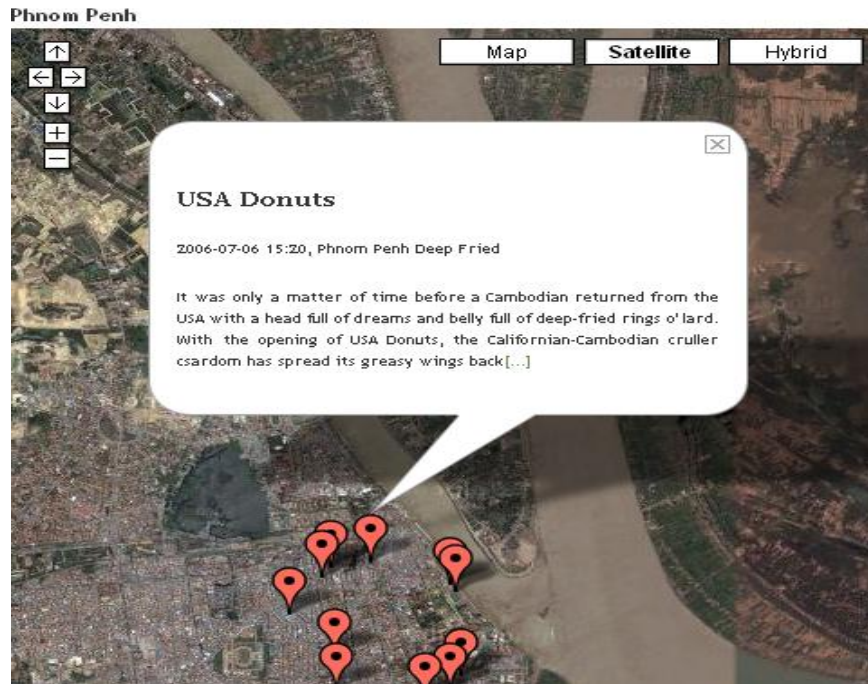 Phnom Penh
Map Satellite Hybrid
USA Donuts
2006-07-06 15:20, Phnom Penh Deep Fried
It was only a matter of time before a Cambodian returned from the
USA with a head full of dreams and belly full of deep-fried rings o' lard.
With the opening of USA Donuts, the Californian-Cambodian cruller
csardom has spread its greasy wings back[...]